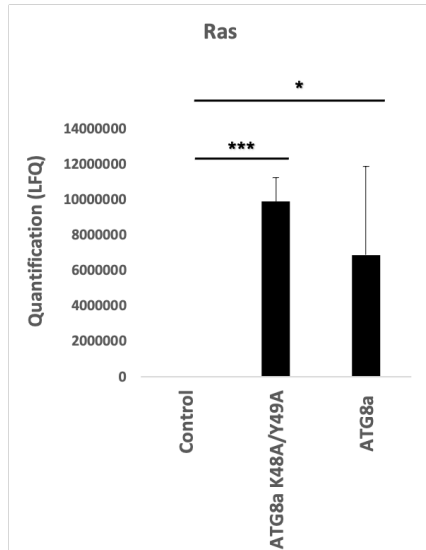 Ras
*
***
Quantification (LFQ)
14000000
12000000
10000000
8000000
6000000
4000000
2000000
0
Control
ATG8a K48A/Y49A
ATG8a